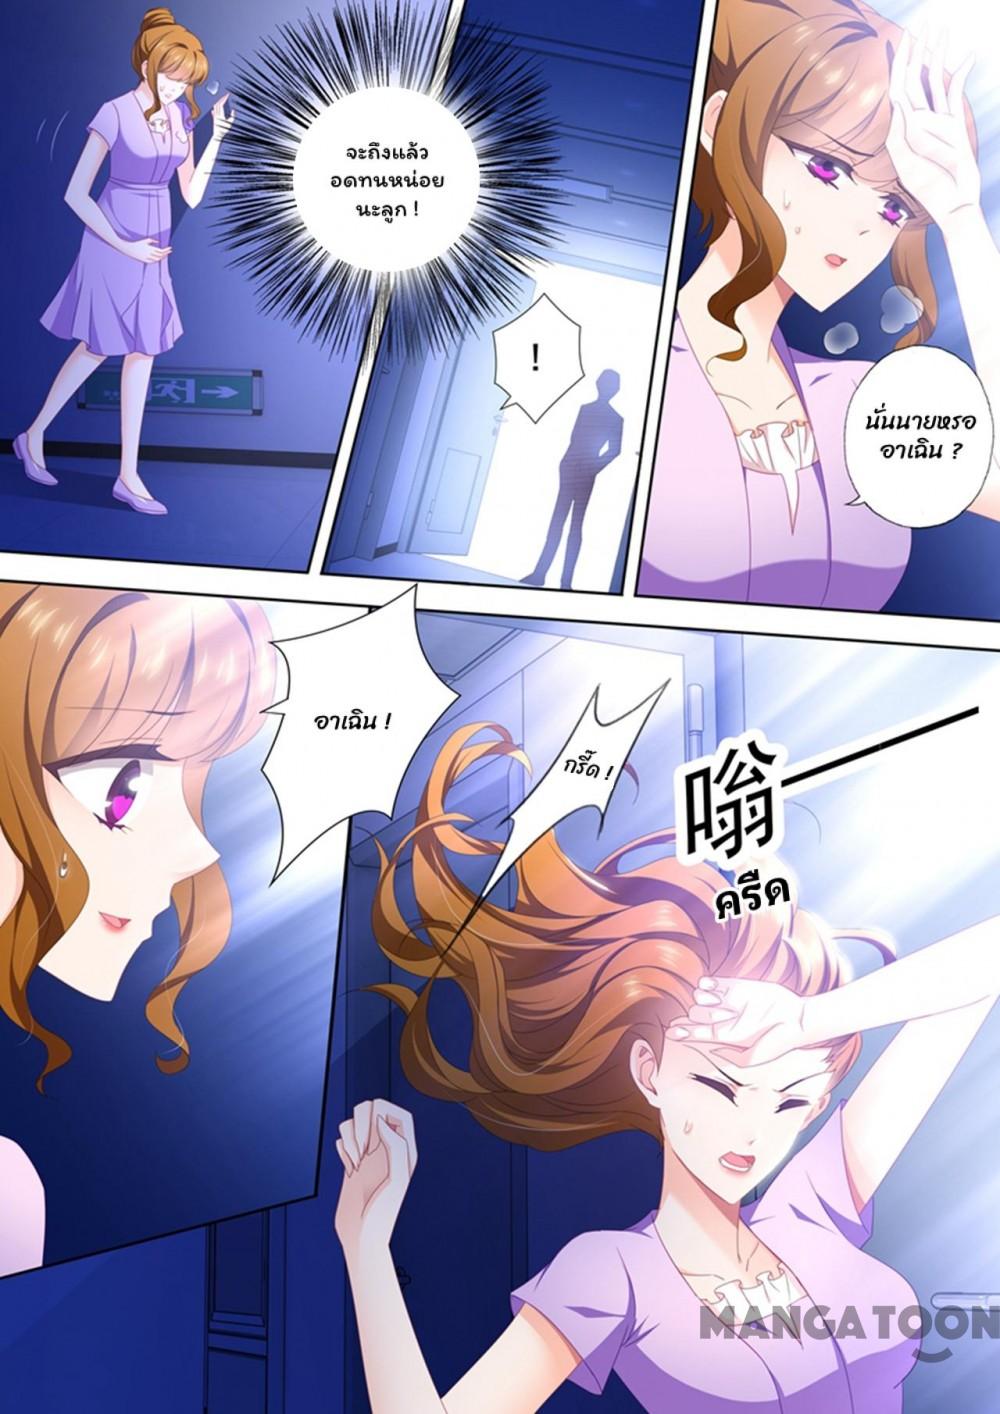 จะถึงแล้ว
อดทนหน่อย
นะลูก !
!
นั่นนายหรอ
อาเฉิน ?
อาเฉิน !
กรี๊ด !
嗡
ครืด
MANGATOON